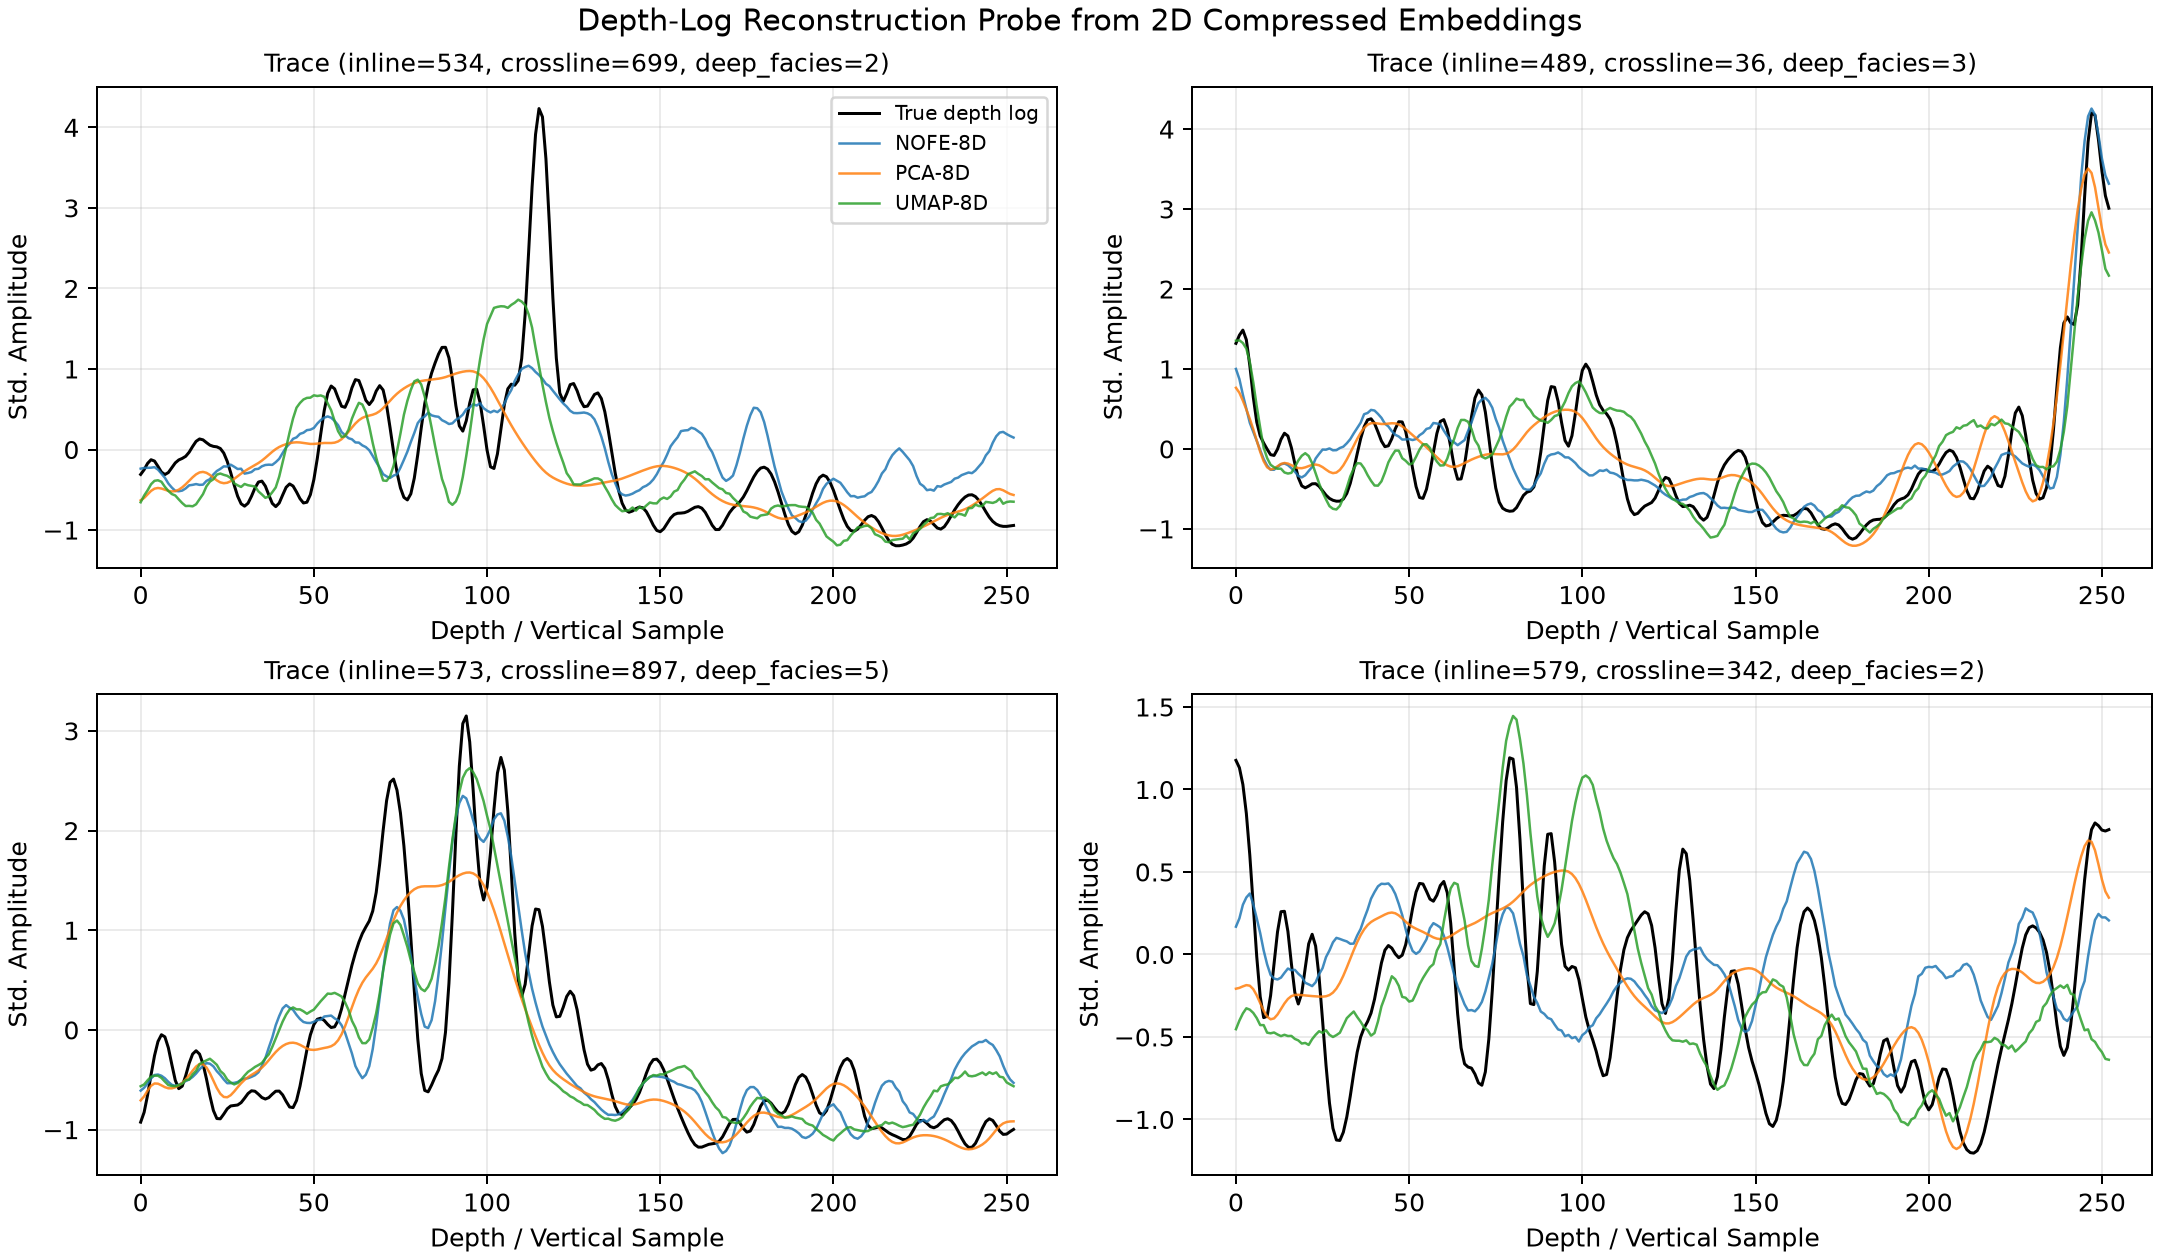 Depth-Log Reconstruction Probe from 2D Compressed Embeddings
Trace (inline=534, crossline=699, deep_facies=2)
Std. Amplitude
4
3
2
1
0
−1
True depth log
NOFE-8D
PCA-8D
UMAP-8D
0 50 100 150 200 250
Depth / Vertical Sample
Trace (inline=489, crossline=36, deep_facies=3)
Std. Amplitude
4
3
2
1
0
−1
0 50 100 150 200 250
Depth / Vertical Sample
Trace (inline=573, crossline=897, deep_facies=5)
Std. Amplitude
3
2
1
0
−1
0 50 100 150 200 250
Depth / Vertical Sample
Trace (inline=579, crossline=342, deep_facies=2)
Std. Amplitude
1.5
1.0
0.5
0.0
−0.5
−1.0
0 50 100 150 200 250
Depth / Vertical Sample